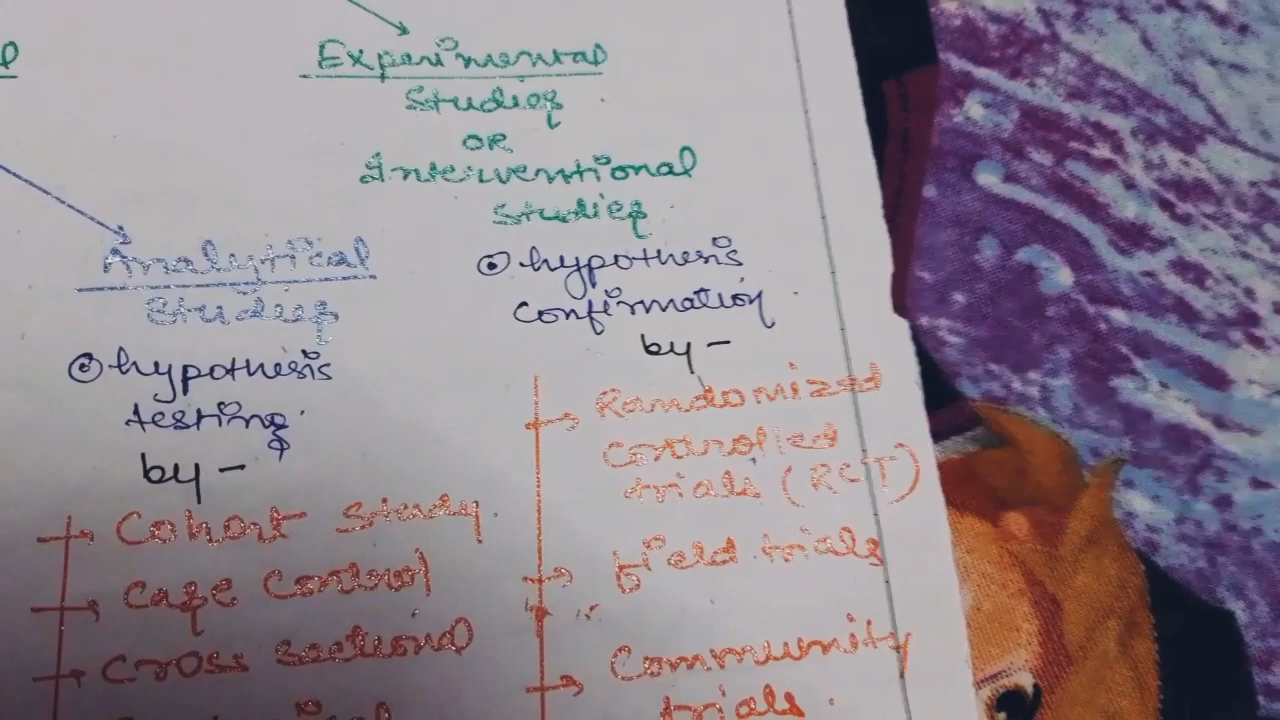 Experimental
Studies
OR
Interventional
Studies
⊙ hypothesis
confirmation
by -
→ Randomized
controlled
trials (RCT)
→ field trials
→ Community
trials.
Analytical
Studies
⊙ hypothesis
testing
by -
→ Cohort study.
→ Case control
→ Cross sectional